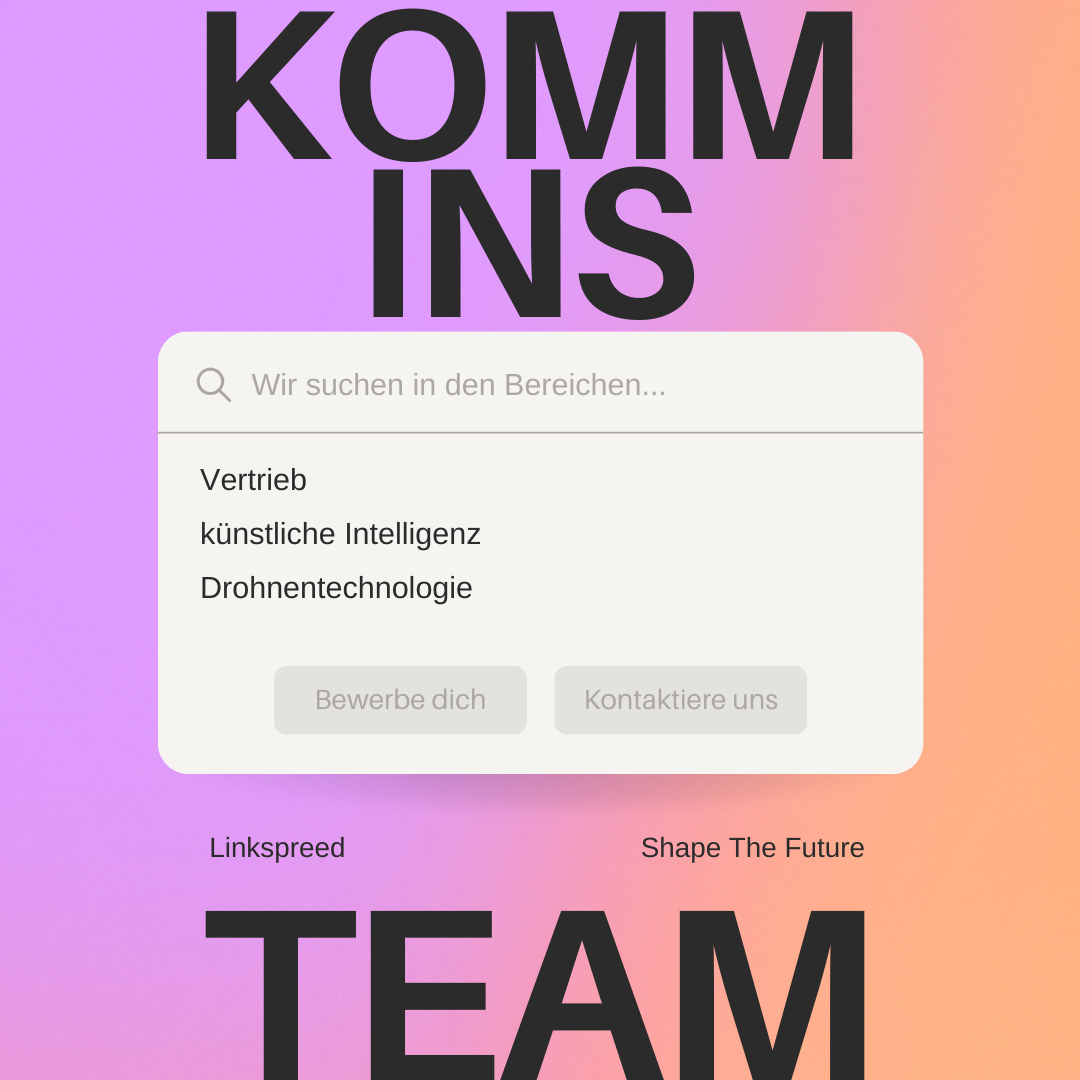 KOMM
INS
Wir suchen in den Bereichen...
Vertrieb
künstliche Intelligenz
Drohnentechnologie
Bewerbe dich
Kontaktiere uns
Linkspreed
Shape The Future
TEAM